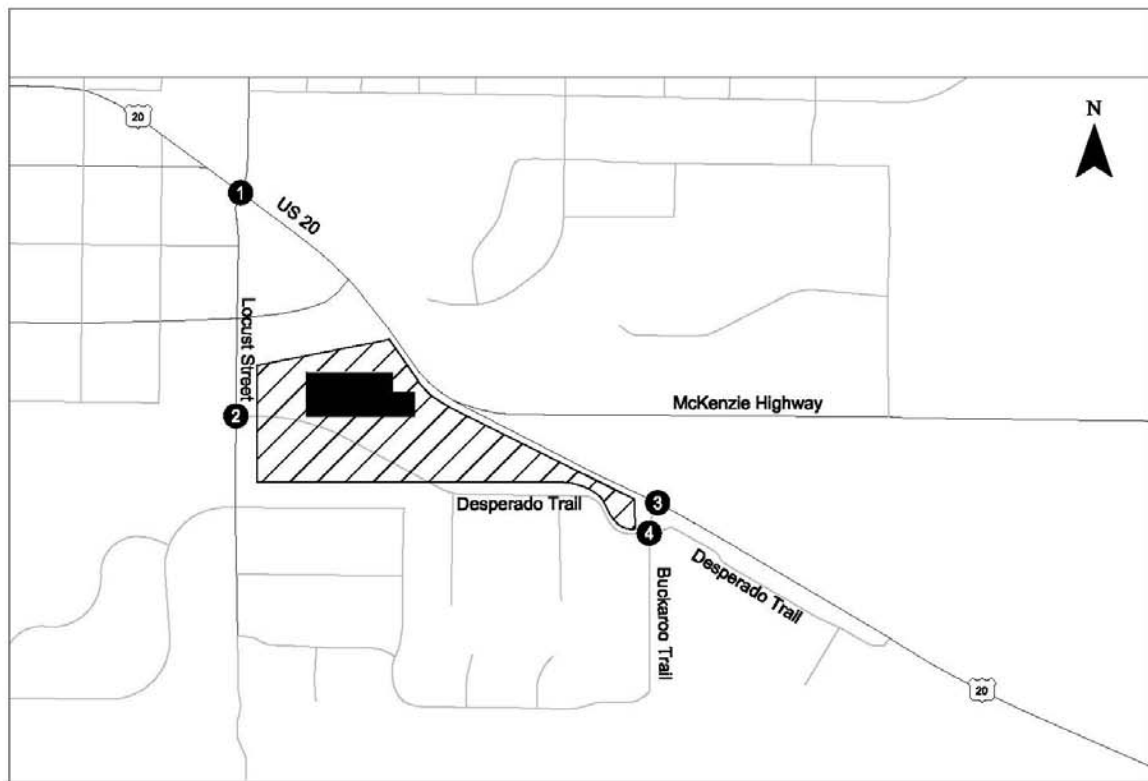 20
N
1
US 20
Locust Street
McKenzie Highway
2
Desperado Trail
3
4
Desperado Trail
Buckaroo Trail
20